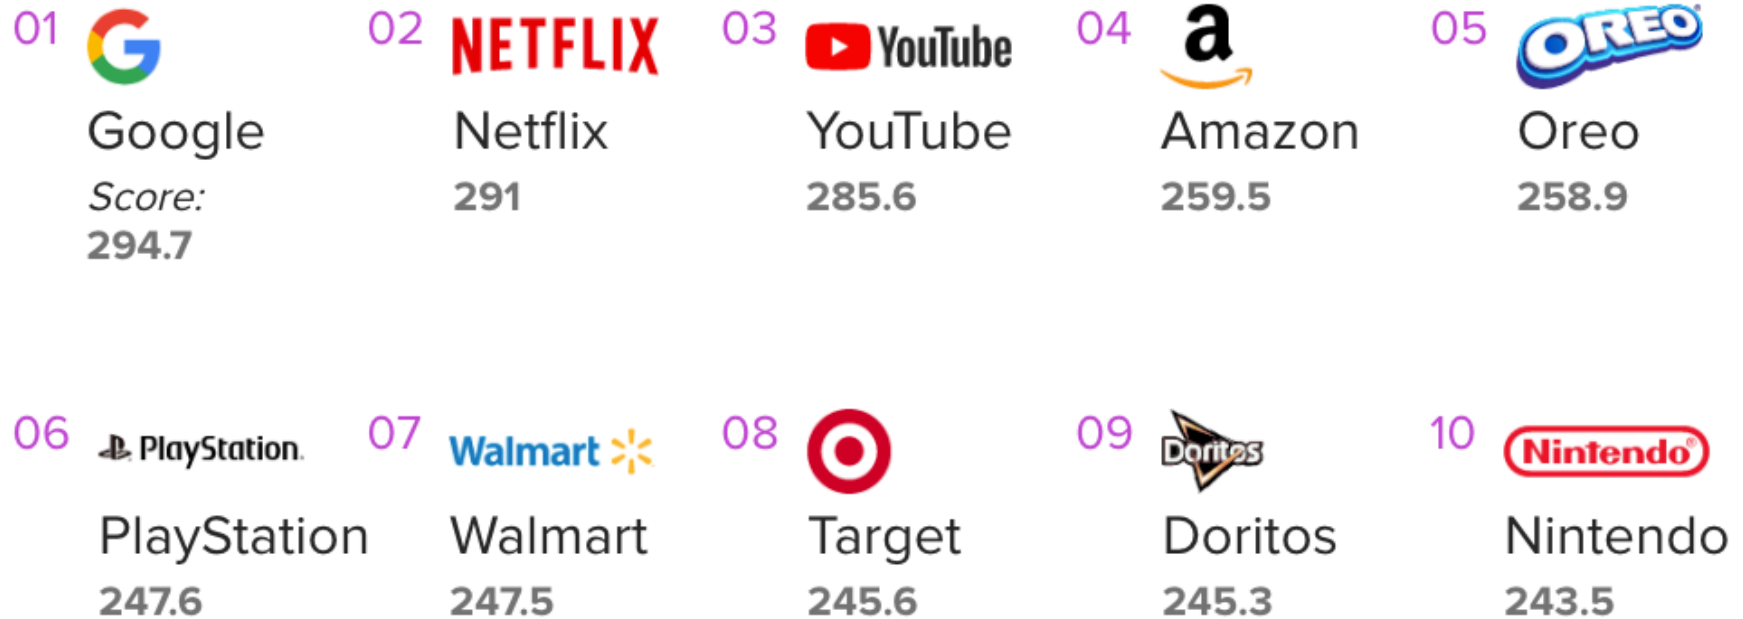 01
02 NETFLIX
03 YouTube
04 a
05 OREO
Google
Netflix
YouTube
Amazon
Oreo
Score:
294.7
291
285.6
259.5
258.9
06 PlayStation
07 Walmart
08
09 Doritos
10 Nintendo®
PlayStation
Walmart
Target
Doritos
Nintendo
247.6
247.5
245.6
245.3
243.5